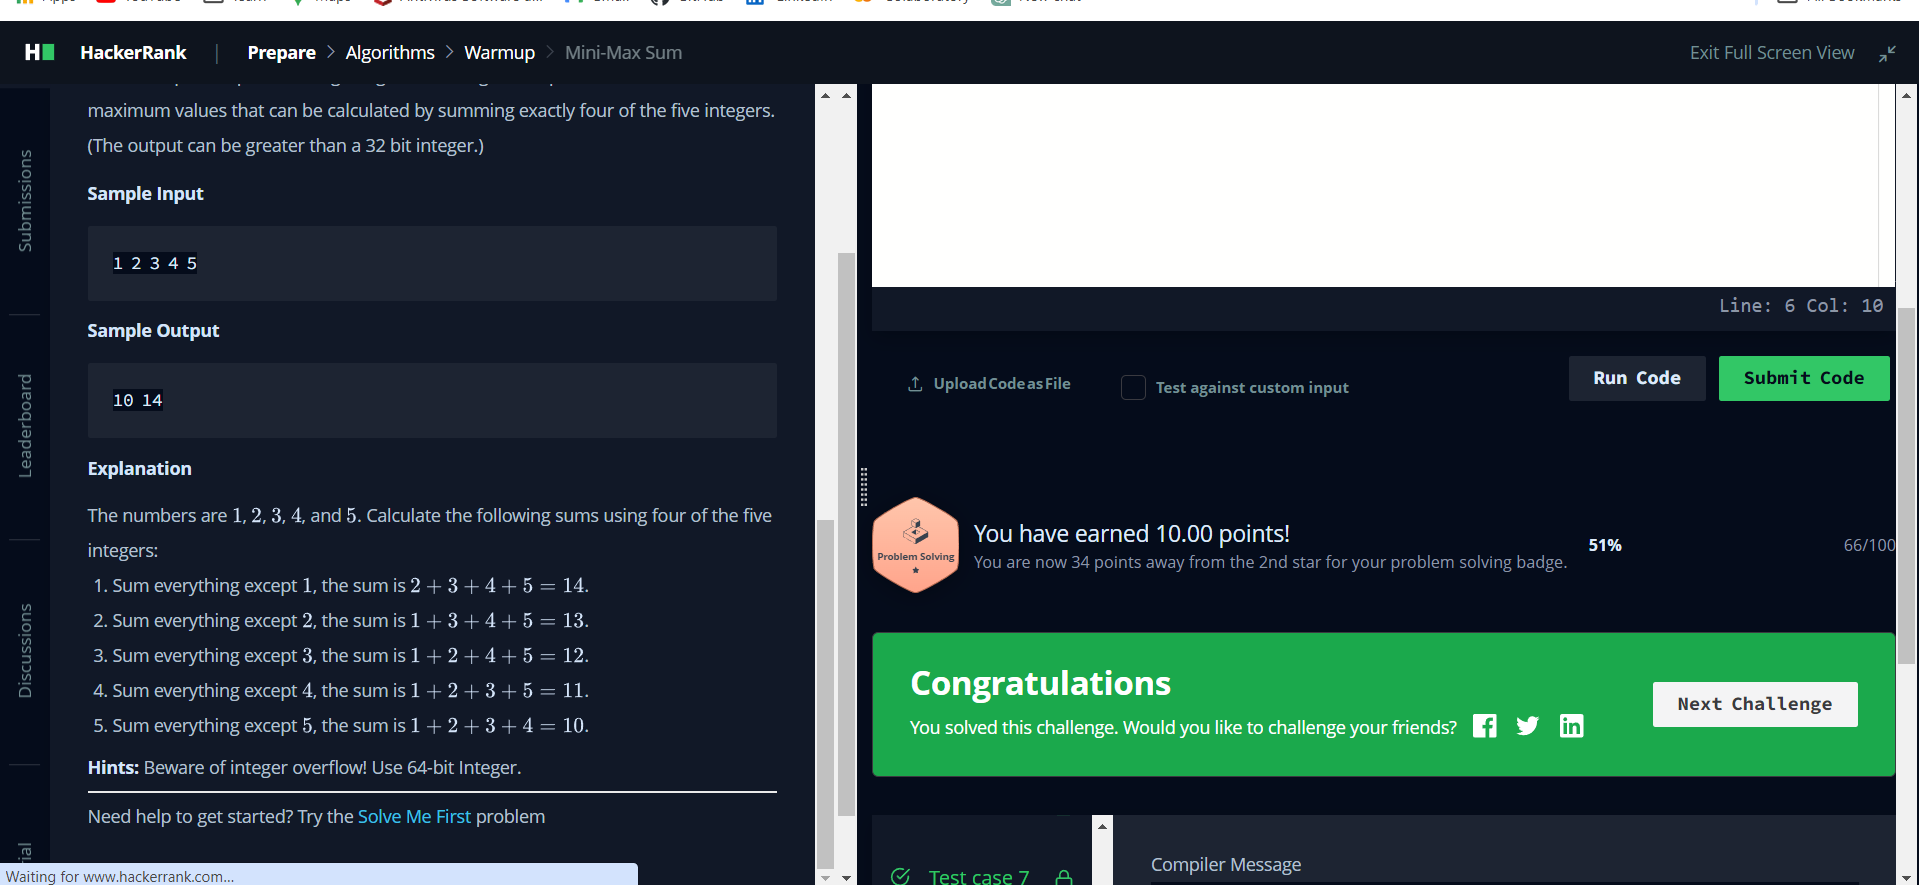 HackerRank | Prepare > Algorithms > Warmup > Mini-Max Sum
Exit Full Screen View
Submissions
Leaderboard
Discussions
maximum values that can be calculated by summing exactly four of the five integers.
(The output can be greater than a 32 bit integer.)
Sample Input
1 2 3 4 5
Sample Output
10 14
Explanation
The numbers are 1, 2, 3, 4, and 5. Calculate the following sums using four of the five
integers:
1. Sum everything except 1, the sum is 2 + 3 + 4 + 5 = 14.
2. Sum everything except 2, the sum is 1 + 3 + 4 + 5 = 13.
3. Sum everything except 3, the sum is 1 + 2 + 4 + 5 = 12.
4. Sum everything except 4, the sum is 1 + 2 + 3 + 5 = 11.
5. Sum everything except 5, the sum is 1 + 2 + 3 + 4 = 10.
Hints: Beware of integer overflow! Use 64-bit Integer.
Need help to get started? Try the Solve Me First problem
Waiting for www.hackerrank.com...
Line: 6 Col: 10
Upload Code as File
Test against custom input
Run Code
Submit Code
Problem Solving
You have earned 10.00 points!
You are now 34 points away from the 2nd star for your problem solving badge.
51%
66/100
Congratulations
You solved this challenge. Would you like to challenge your friends?
Next Challenge
Test case 7
Compiler Message